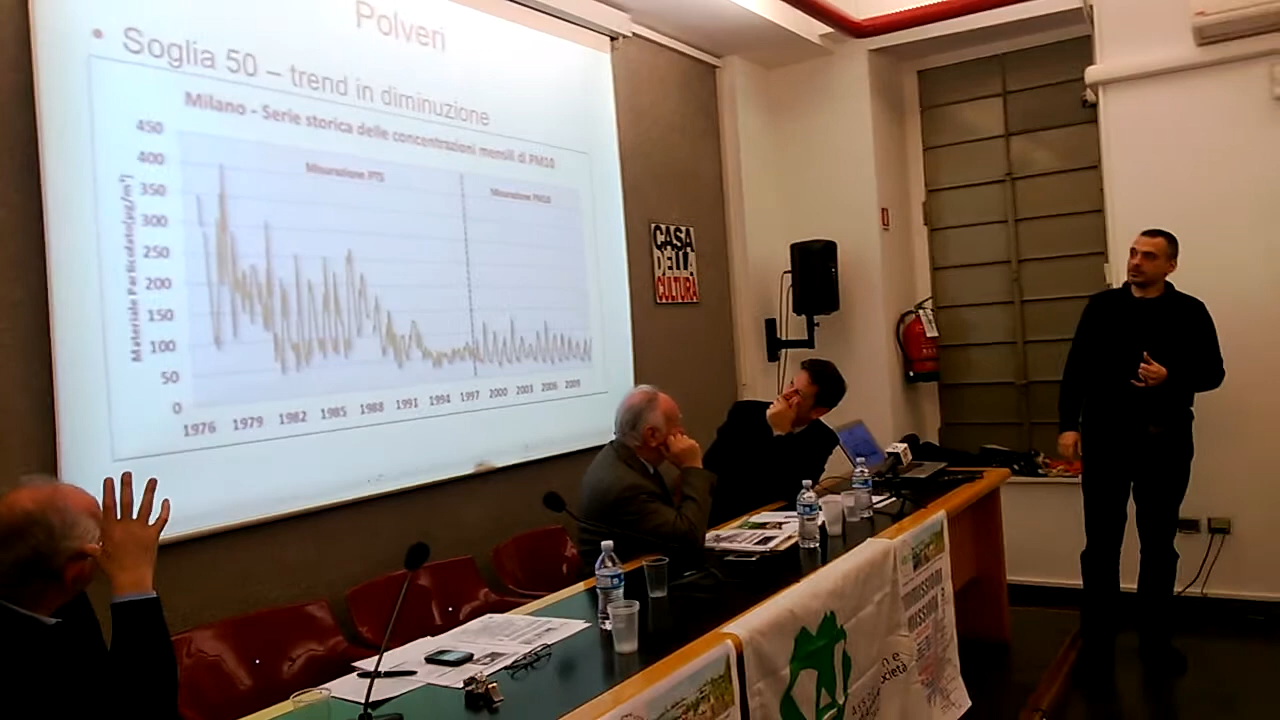 Polveri
• Soglia 50 – trend in diminuzione
Milano - Serie storica delle concentrazioni mensili di PM10
Misurazione PTS
Misurazione PM10
Materiale Particolato(µg/m³)
450
400
350
300
250
200
150
100
50
0
1976 1979 1982 1985 1988 1991 1994 1997 2000 2003 2006 2009
CASA
DELLA
CULTURA